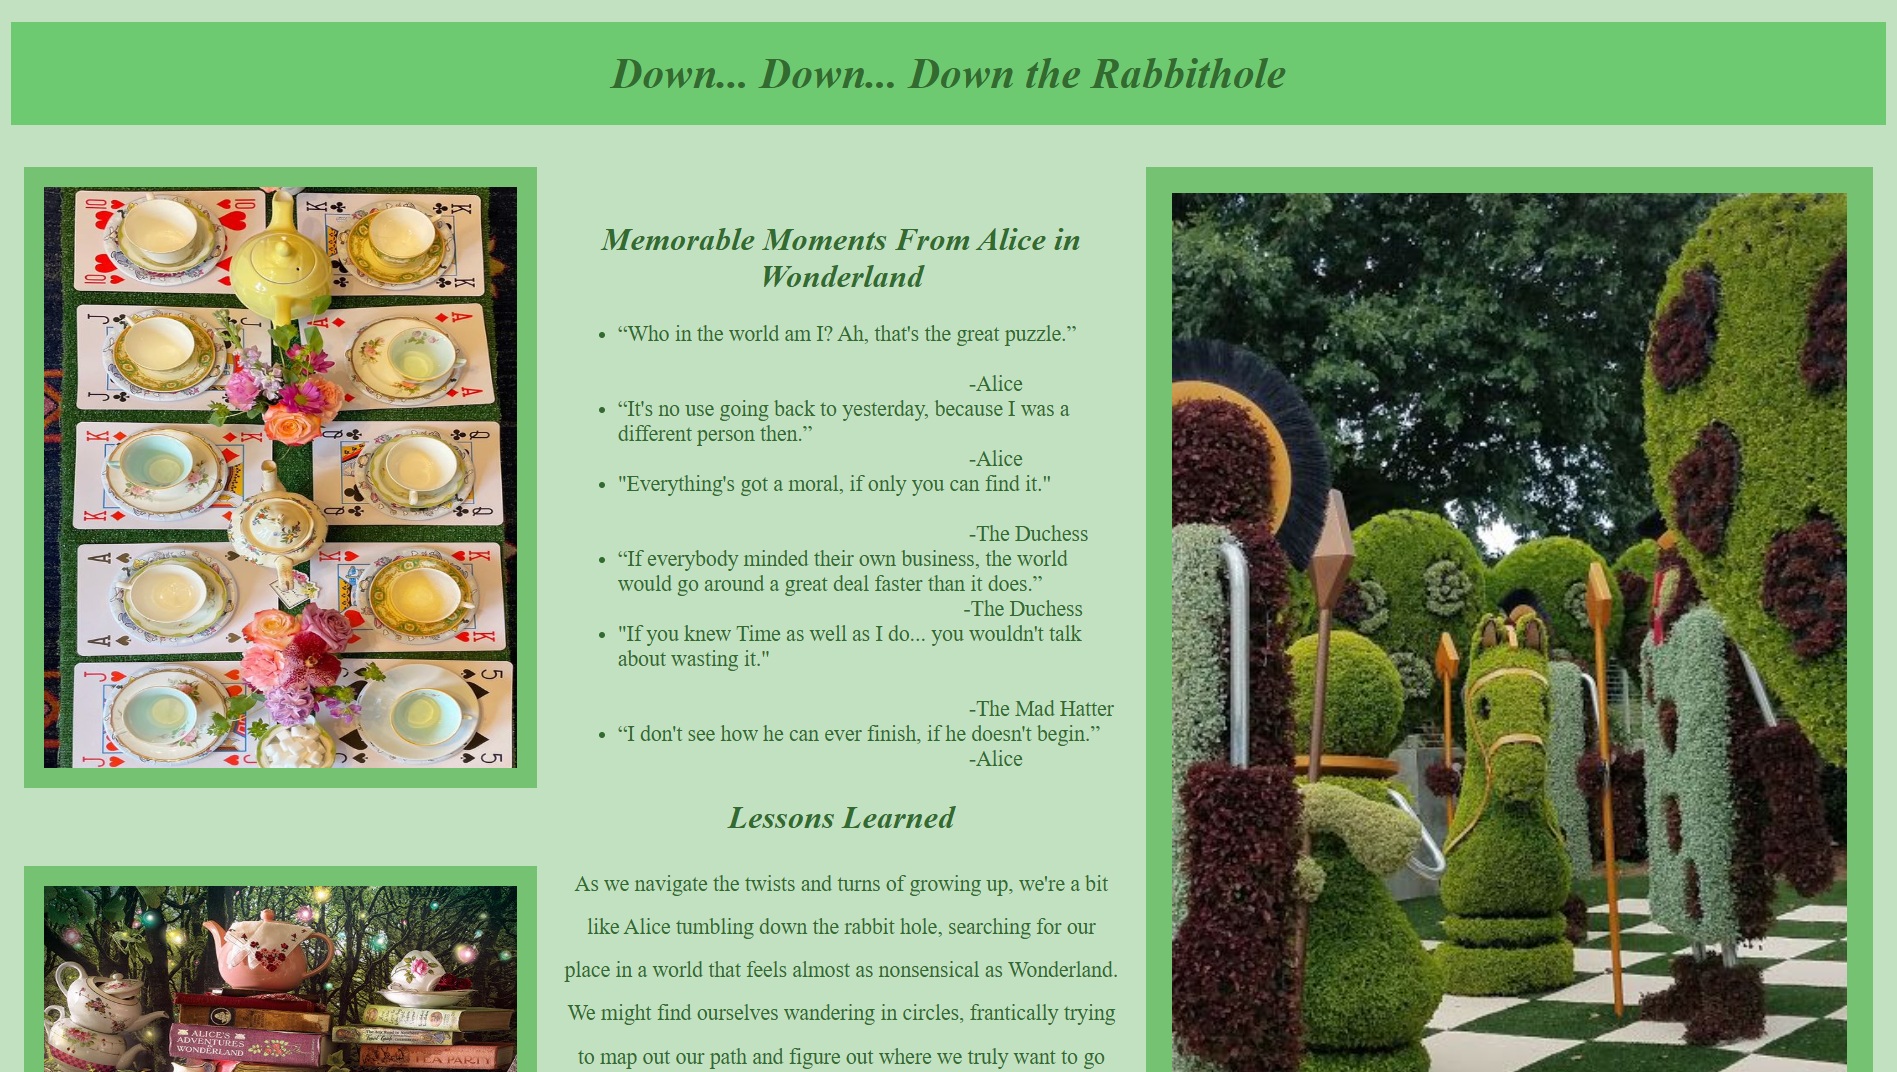 Down... Down... Down the Rabbithole
Memorable Moments From Alice in
Wonderland
• “Who in the world am I? Ah, that's the great puzzle.”
-Alice
• “It's no use going back to yesterday, because I was a
different person then.”
-Alice
• "Everything's got a moral, if only you can find it."
-The Duchess
• “If everybody minded their own business, the world
would go around a great deal faster than it does.”
-The Duchess
• "If you knew Time as well as I do... you wouldn't talk
about wasting it."
-The Mad Hatter
• “I don't see how he can ever finish, if he doesn't begin.”
-Alice
Lessons Learned
As we navigate the twists and turns of growing up, we're a bit
like Alice tumbling down the rabbit hole, searching for our
place in a world that feels almost as nonsensical as Wonderland.
We might find ourselves wandering in circles, frantically trying
to map out our path and figure out where we truly want to go
10
10
K
K
J
J
A
A
K
K
Q
Q
A
A
K
K
J
J
5
5
ALICE'S
ADVENTURES
IN
WONDERLAND
TEA PARTY